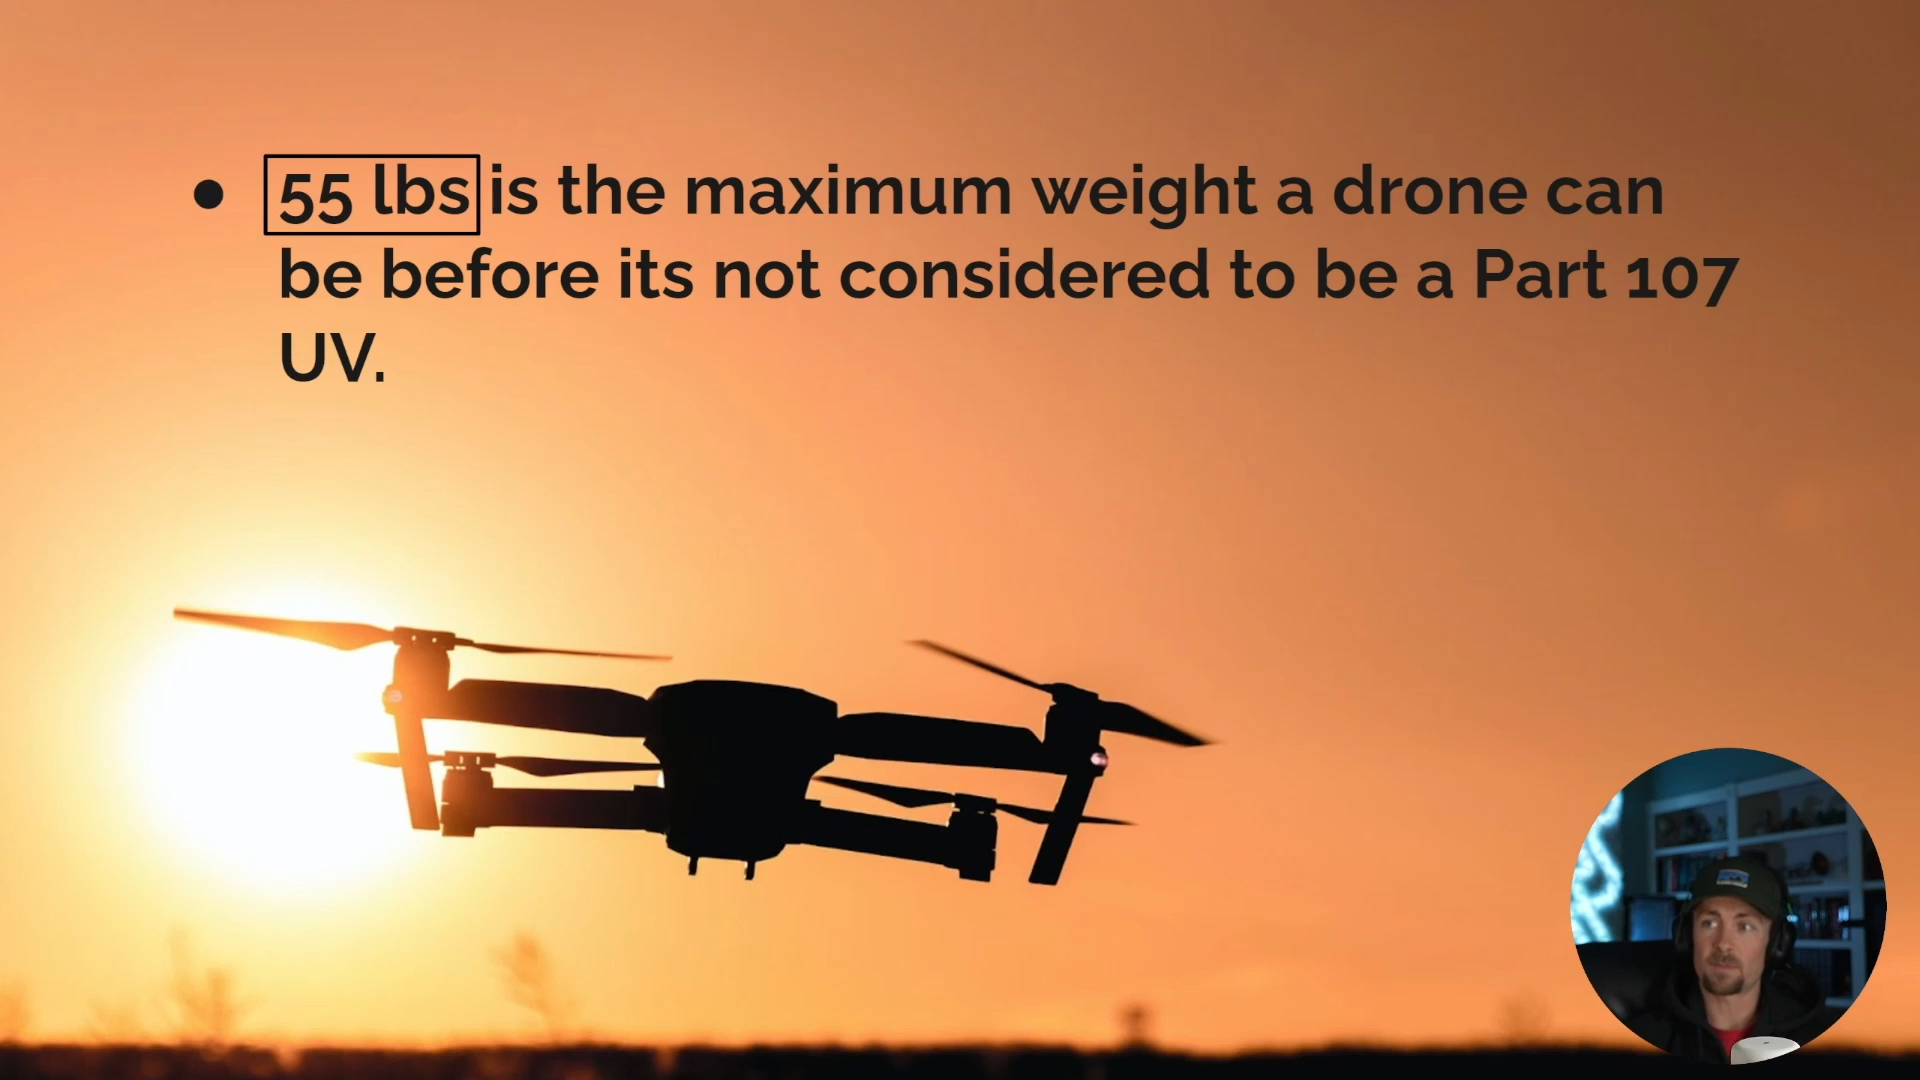 ● 55 lbs is the maximum weight a drone can
be before its not considered to be a Part 107
UV.